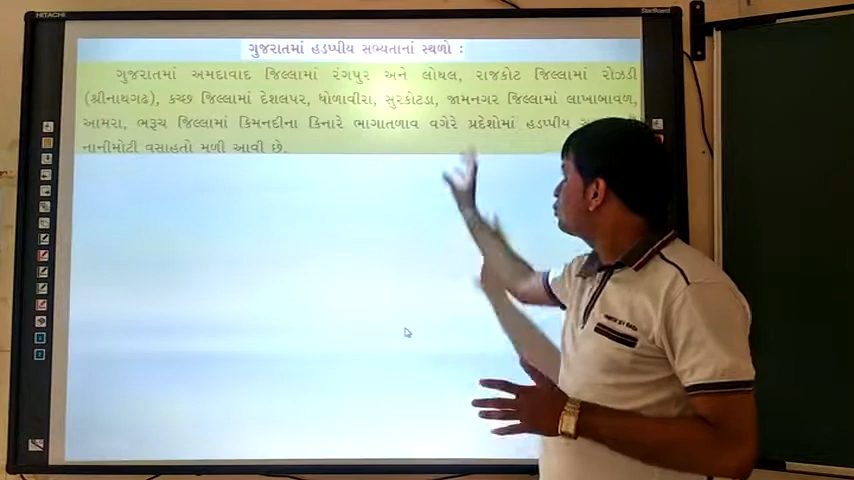 HITACHI
StarBoard
ગુજરાતમાં હડપ્પીય સભ્યતાનાં સ્થળો :
ગુજરાતમાં અમદાવાદ જિલ્લામાં રંગપુર અને લોથલ, રાજકોટ જિલ્લામાં રોઝડી
(શ્રીનાથગઢ), કચ્છ જિલ્લામાં દેશલપર, ધોળાવીરા, સુરકોટડા, જામનગર જિલ્લામાં લાખાબાવળ,
આમરા, ભરૂચ જિલ્લામાં કિમનદીના કિનારે ભાગાતળાવ વગેરે પ્રદેશોમાં હડપ્પીય
નાનીમોટી વસાહતો મળી આવી છે.